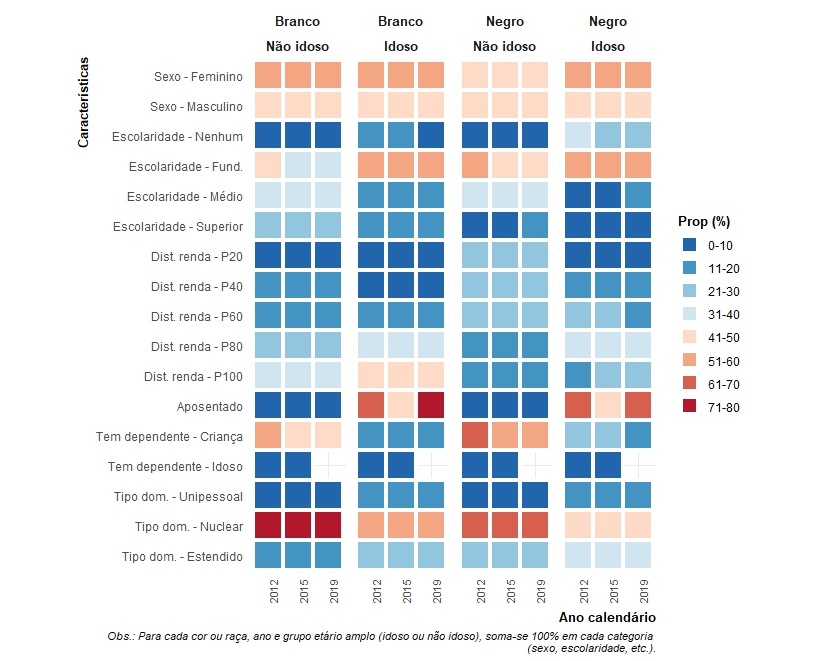 Branco
Branco
Negro
Negro
Não idoso
Idoso
Não idoso
Idoso
Características
Sexo - Feminino
Sexo - Masculino
Escolaridade - Nenhum
Escolaridade - Fund.
Escolaridade - Médio
Escolaridade - Superior
Dist. renda - P20
Dist. renda - P40
Dist. renda - P60
Dist. renda - P80
Dist. renda - P100
Aposentado
Tem dependente - Criança
Tem dependente - Idoso
Tipo dom. - Unipessoal
Tipo dom. - Nuclear
Tipo dom. - Estendido
Prop (%)
0-10
11-20
21-30
31-40
41-50
51-60
61-70
71-80
2012
2015
2019
2012
2015
2019
2012
2015
2019
2012
2015
2019
Ano calendário
Obs.: Para cada cor ou raça, ano e grupo etário amplo (idoso ou não idoso), soma-se 100% em cada categoria
(sexo, escolaridade, etc.).